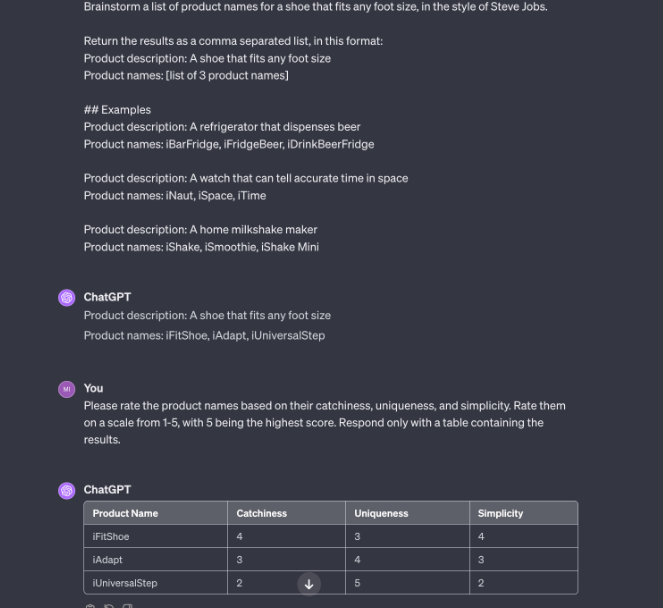 Brainstorm a list of product names for a shoe that fits any foot size, in the style of Steve Jobs.
Return the results as a comma separated list, in this format:
Product description: A shoe that fits any foot size
Product names: [list of 3 product names]
## Examples
Product description: A refrigerator that dispenses beer
Product names: iBarFridge, iFridgeBeer, iDrinkBeerFridge
Product description: A watch that can tell accurate time in space
Product names: iNaut, iSpace, iTime
Product description: A home milkshake maker
Product names: iShake, iSmoothie, iShake Mini
ChatGPT
Product description: A shoe that fits any foot size
Product names: iFitShoe, iAdapt, iUniversalStep
MI
You
Please rate the product names based on their catchiness, uniqueness, and simplicity. Rate them
on a scale from 1-5, with 5 being the highest score. Respond only with a table containing the
results.
ChatGPT
Product Name Catchiness Uniqueness Simplicity
iFitShoe 4 3 4
iAdapt 3 4 3
iUniversalStep 2 5 2